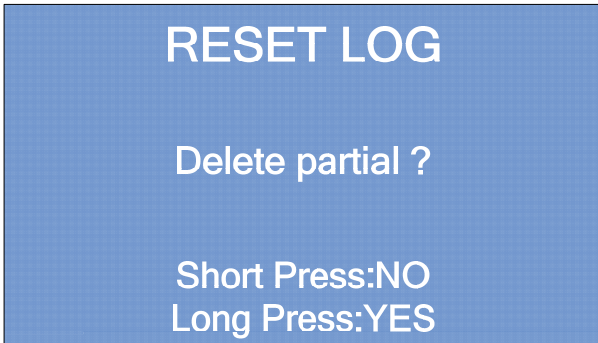 RESET LOG
Delete partial ?
Short Press:NO
Long Press:YES